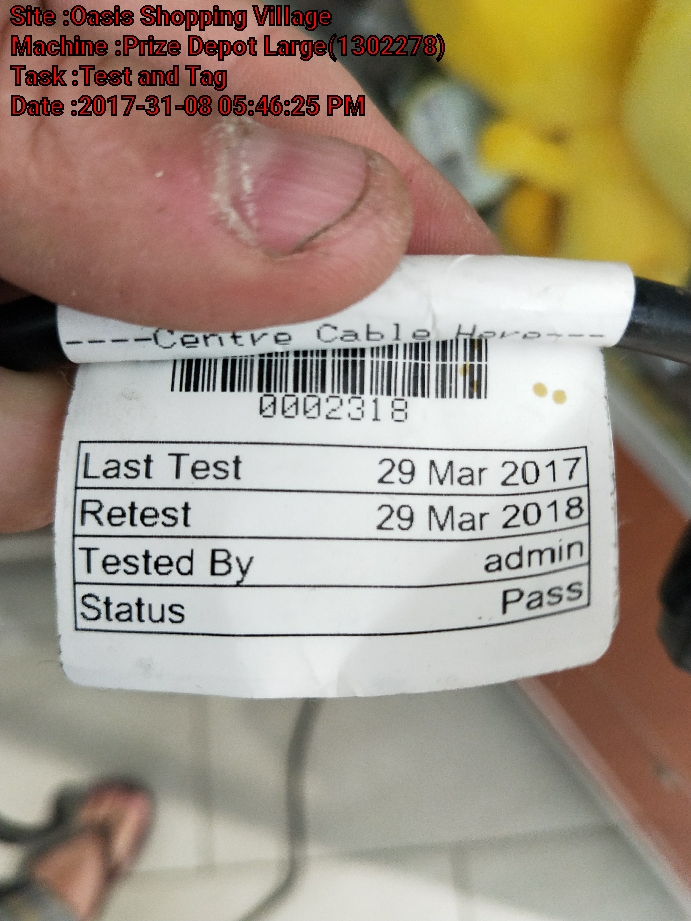 Site :Oasis Shopping Village
Machine :Prize Depot Large(1302278)
Task :Test and Tag
Date :2017-31-08 05:46:25 PM
----Centre Cable Here---
0002318
Last Test 29 Mar 2017
Retest 29 Mar 2018
Tested By admin
Status Pass